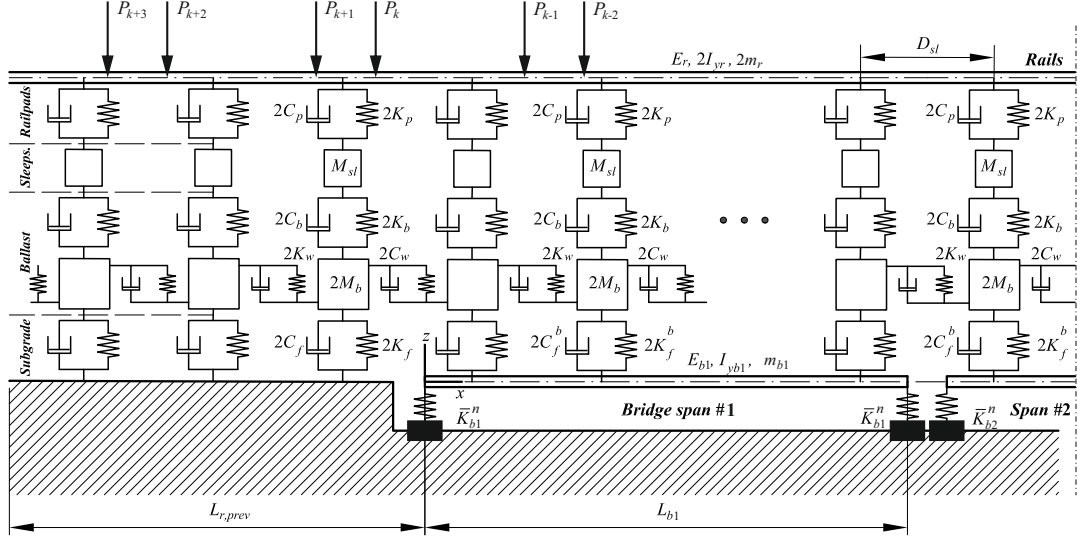 P_{k+3} P_{k+2} P_{k+1} P_k P_{k-1} P_{k-2}
D_{sl}
E_r, 2I_{yr}, 2m_r Rails
Railpads 2C_p 2K_p 2C_p 2K_p 2C_p 2K_p
Sleeps. M_{sl} M_{sl} M_{sl}
Ballast 2C_b 2K_b 2C_b 2K_b 2C_b 2K_b
2K_w 2C_w 2K_w 2C_w 2K_w 2C_w
2M_b 2M_b 2M_b
Subgrade 2C_f 2K_f 2C_f^b 2K_f^b 2C_f^b 2K_f^b
z
E_{b1}, I_{yb1}, m_{b1}
x
K̅_{b1}^n Bridge span #1 K̅_{b1}^n K̅_{b2}^n Span #2
L_{r,prev} L_{b1}